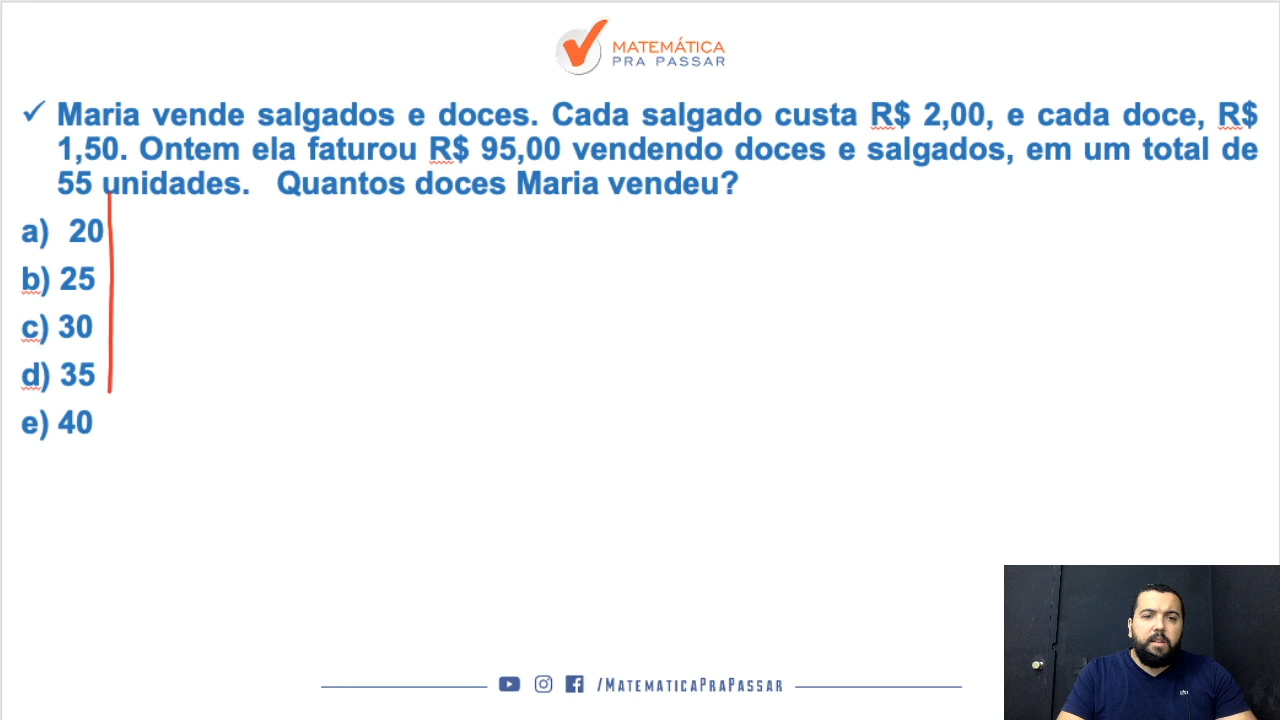 MATEMÁTICA
PRA PASSAR
✓ Maria vende salgados e doces. Cada salgado custa R$ 2,00, e cada doce, R$
1,50. Ontem ela faturou R$ 95,00 vendendo doces e salgados, em um total de
55 unidades. Quantos doces Maria vendeu?
a) 20
b) 25
c) 30
d) 35
e) 40
/MATEMATICAPRAPASSAR